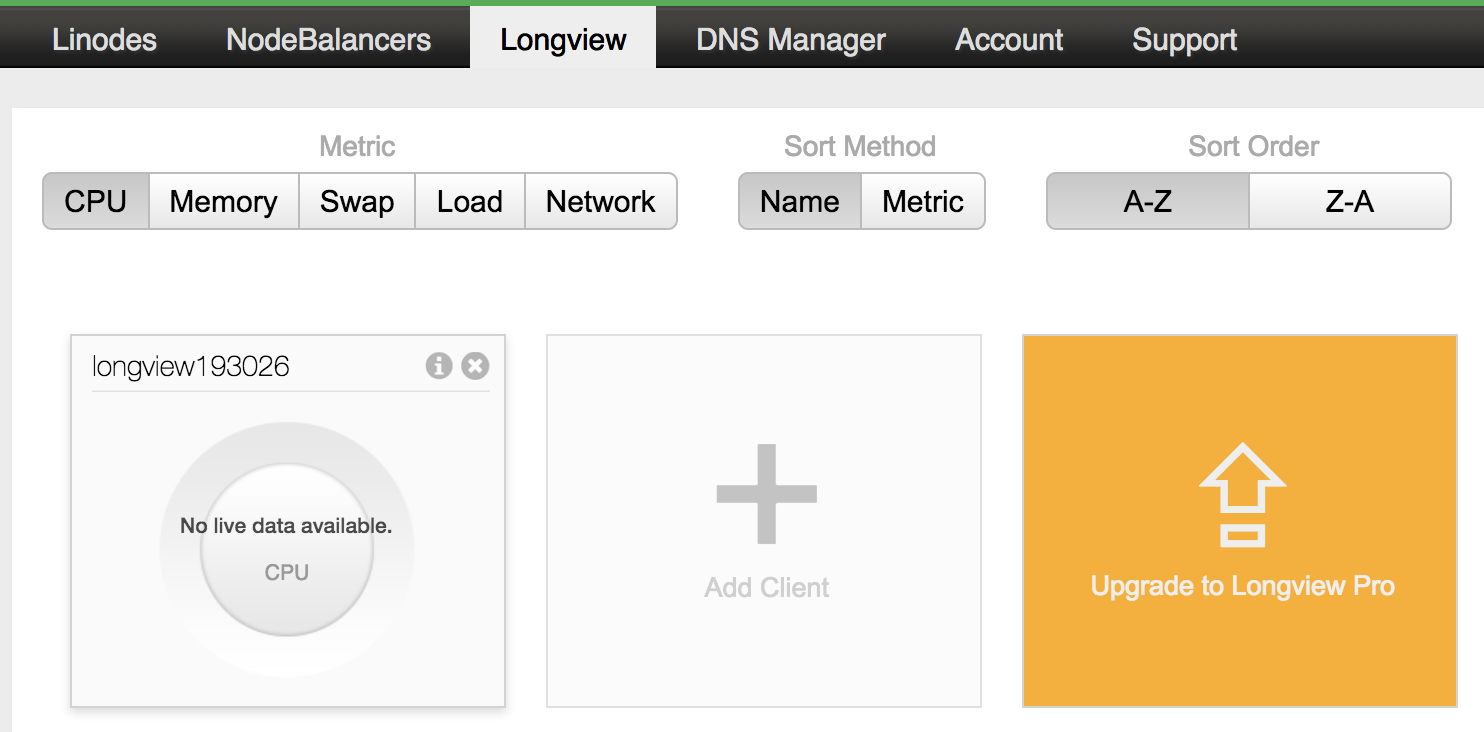 Linodes NodeBalancers Longview DNS Manager Account Support
Metric Sort Method Sort Order
CPU Memory Swap Load Network Name Metric A-Z Z-A
longview193026
No live data available.
CPU
Add Client
Upgrade to Longview Pro